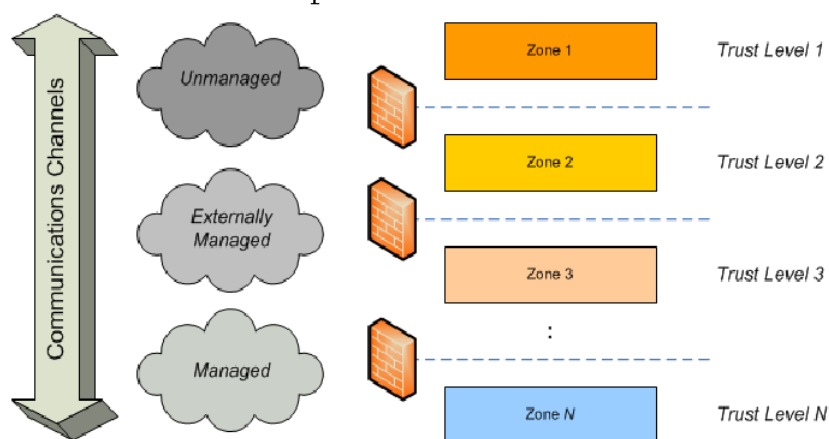 Communications Channels
Unmanaged
Zone 1
Trust Level 1
Zone 2
Trust Level 2
Externally
Managed
Zone 3
Trust Level 3
:
Managed
Zone N
Trust Level N